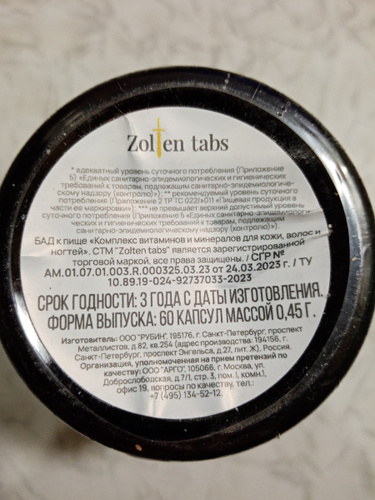 Zolten tabs
* адекватный уровень суточного потребления (Приложение
5) «Единых санитарно-эпидемиологических и гигиенических
требований к товарам, подлежащим санитарно-эпидемиологиче-
скому надзору (контролю)»); ** рекомендуемый уровень суточного
потребления (Приложение 2 ТР ТС 022/2011 «Пищевая продукция в
части ее маркировки»); *** не превышает верхний допустимый уровень
суточного потребления (Приложение 5 «Единых санитарно-эпидемиологи-
ческих и гигиенических требований к товарам, подлежащим
санитарно-эпидемиологическому надзору (контролю)»).
БАД к пище «Комплекс витаминов и минералов для кожи, волос и
ногтей». СТМ "Zolten tabs" является зарегистрированной
торговой маркой, все права защищены. / СГР №
AM.01.07.01.003.R.000325.03.23 от 24.03.2023 г. / ТУ
10.89.19-024-92737033-2023
СРОК ГОДНОСТИ: 3 ГОДА С ДАТЫ ИЗГОТОВЛЕНИЯ.
ФОРМА ВЫПУСКА: 60 КАПСУЛ МАССОЙ 0,45 Г.
Изготовитель: ООО "РУБИН", 195176, г. Санкт-Петербург, проспект
Металлистов, д.82, кв.254 (адрес производства: 194156, г.
Санкт-Петербург, проспект Энгельса, д.27, лит. Ж), Россия.
Организация, уполномоченная на прием претензий по
качеству: ООО "АРГО", 105066, г. Москва, ул.
Доброслободская, д.7/1, стр. 3, пом. I, комн.1,
офис 19, вопросы по качеству, тел.:
+7 (495) 134-52-12.